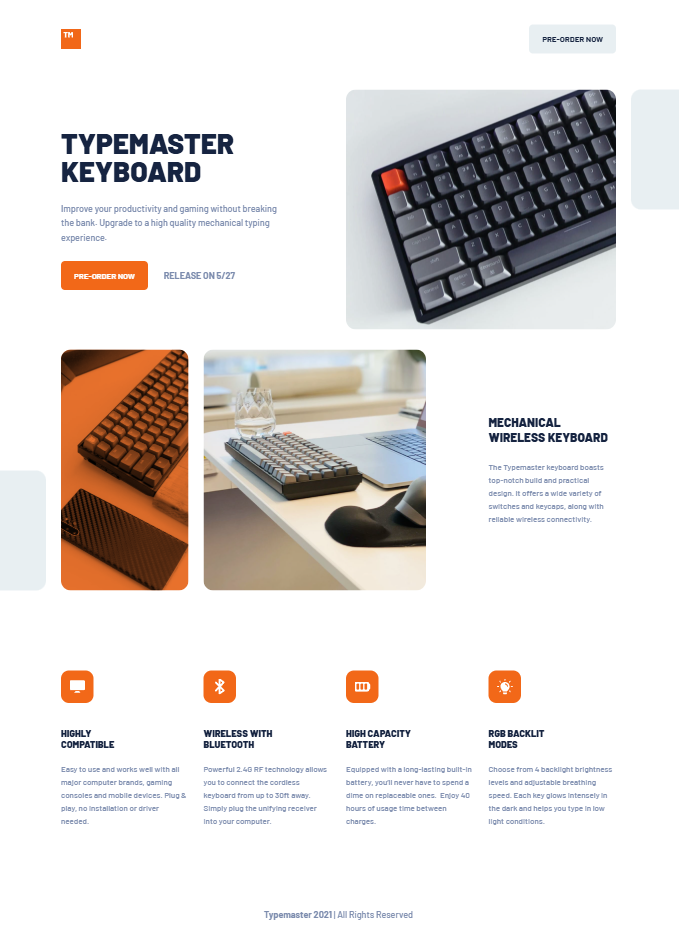 TM
PRE-ORDER NOW
TYPEMASTER
KEYBOARD
Improve your productivity and gaming without breaking
the bank. Upgrade to a high quality mechanical typing
experience.
PRE-ORDER NOW
RELEASE ON 5/27
MECHANICAL
WIRELESS KEYBOARD
The Typemaster keyboard boasts
top-notch build and practical
design. It offers a wide variety of
switches and keycaps, along with
reliable wireless connectivity.
HIGHLY
COMPATIBLE
Easy to use and works well with all
major computer brands, gaming
consoles and mobile devices. Plug &
play, no installation or driver
needed.
WIRELESS WITH
BLUETOOTH
Powerful 2.4G RF technology allows
you to connect the cordless
keyboard from up to 30ft away.
Simply plug the unifying receiver
into your computer.
HIGH CAPACITY
BATTERY
Equipped with a long-lasting built-in
battery, you'll never have to spend a
dime on replaceable ones. Enjoy 40
hours of usage time between
charges.
RGB BACKLIT
MODES
Choose from 4 backlight brightness
levels and adjustable breathing
speed. Each key glows intensely in
the dark and helps you type in low
light conditions.
Typemaster 2021 | All Rights Reserved